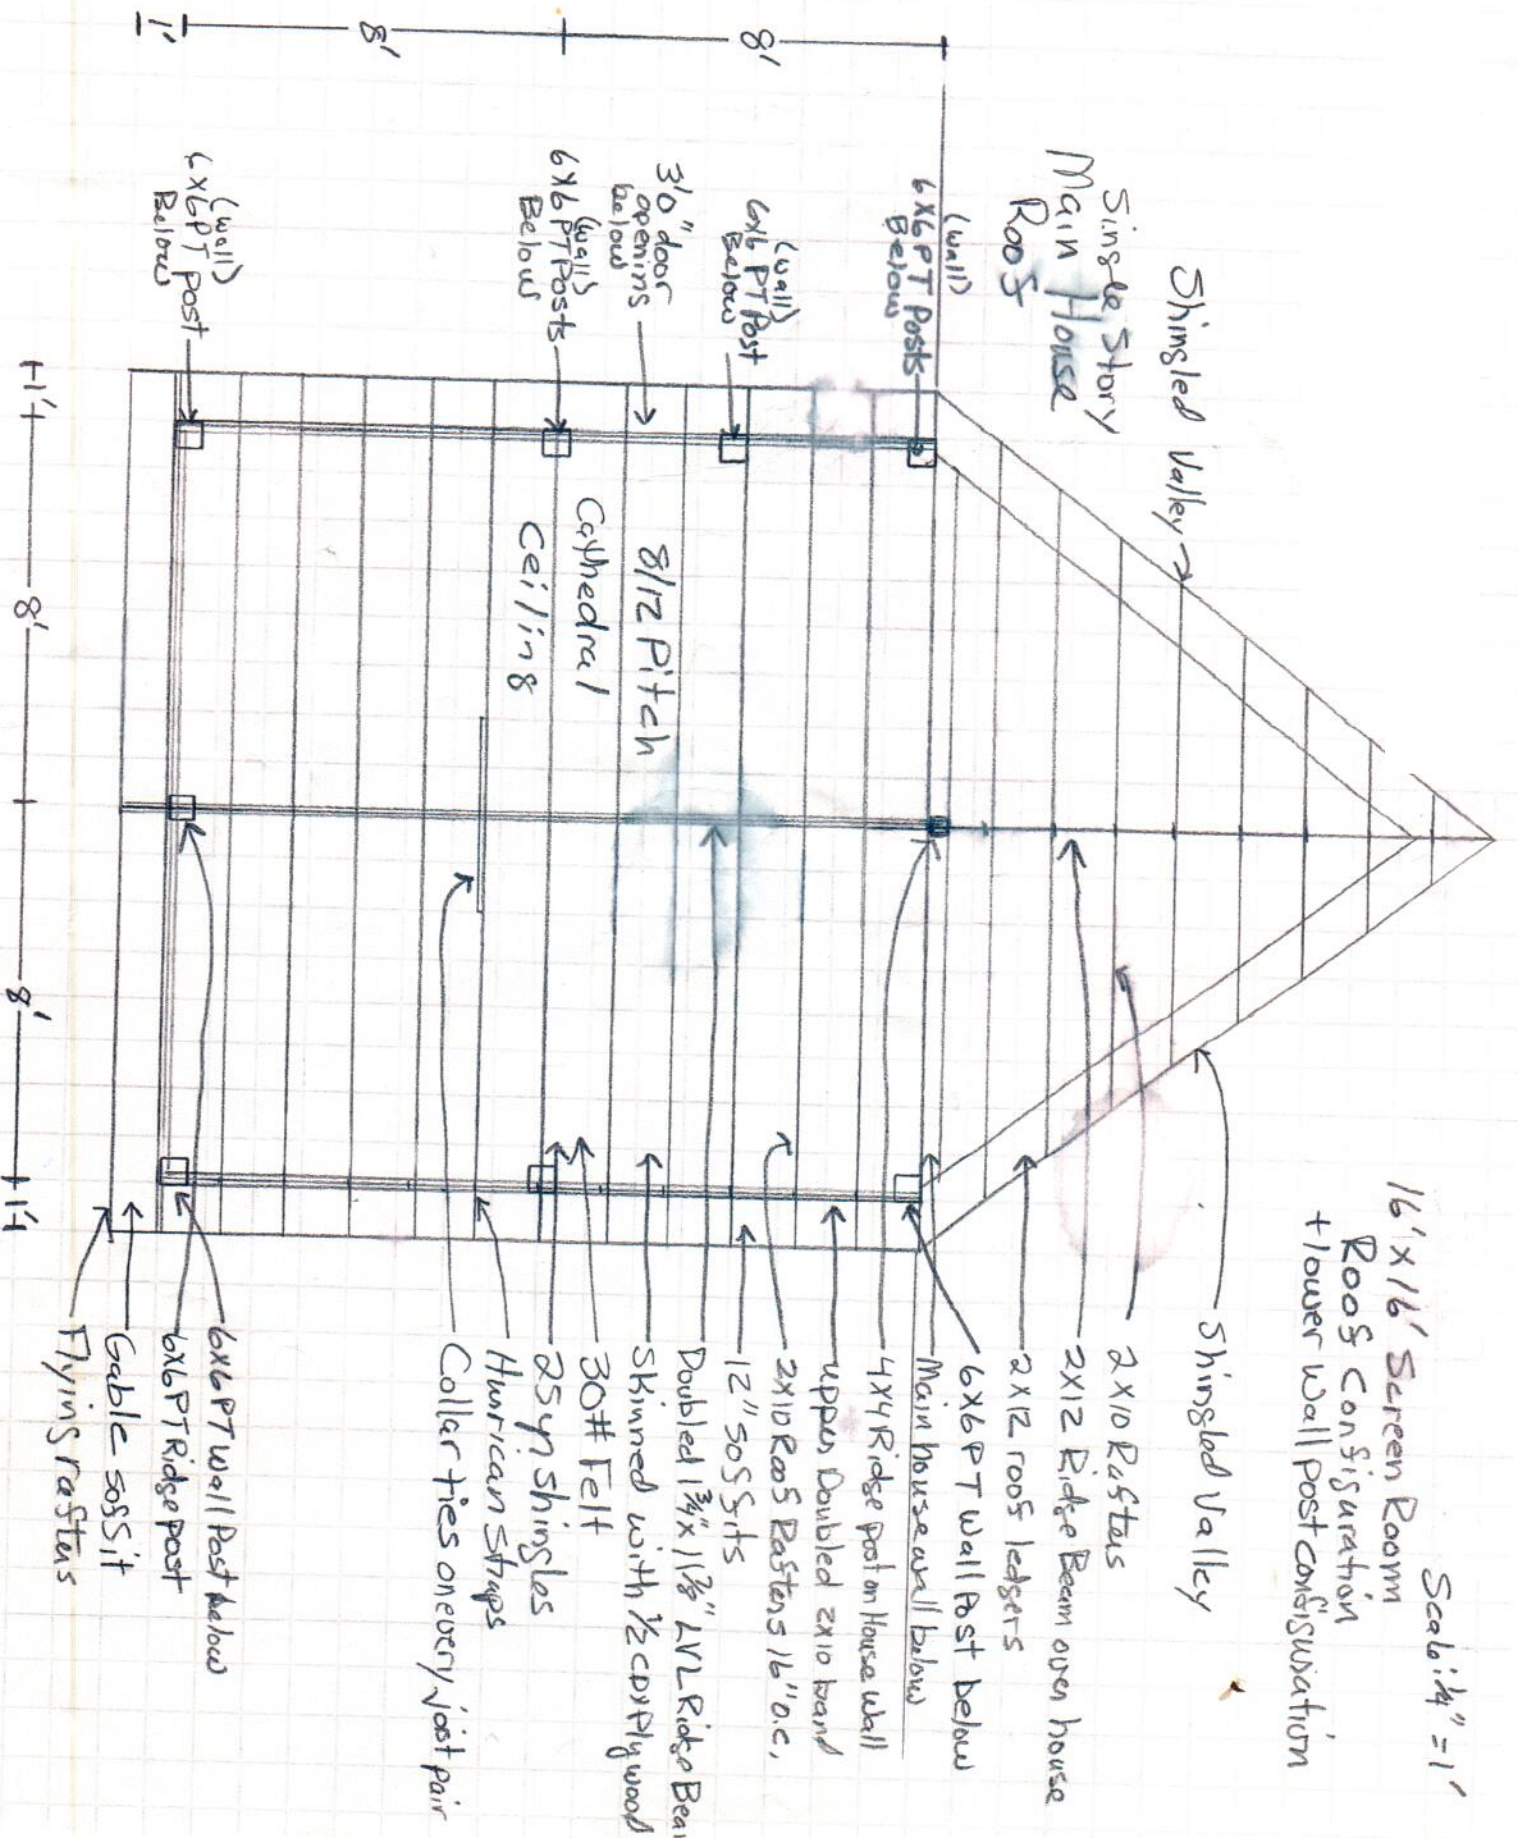 Scale: 1/4" = 1'
16' x 16' Screen Room
Roof Configuration
+ lower wall post configuration
Shingled Valley
2x10 Rafters
2x12 Ridge Beam over house
2x12 roof ledgers
6x6 PT Wall Post below
Main house wall below
4x4 Ridge post on House wall
upper Doubled 2x10 band
2x10 Roof Rafters 16" o.c.
12" soffits
Doubled 1 3/4" x 11 7/8" LVL Ridge Bea
Skinned with 1/2 CDX Plywood
30# Felt
25 yr shingles
Hurrican Straps
Collar ties on every joist pair
6x6 PT Wall Post below
6x6 PT Ridge post
Gable soffit
Flying rafters
Shingled Valley
Single Story
Main House
Roof
(wall)
6x6 PT Posts
Below
(wall)
6x6 PT Post
Below
3'0" door
openins
below
(wall)
6x6 PT Posts
Below
(wall)
6x6 PT Post
Below
8/12 Pitch
Cathedral
Ceiling
8'
8'
1'
1'
8'
8'
1'